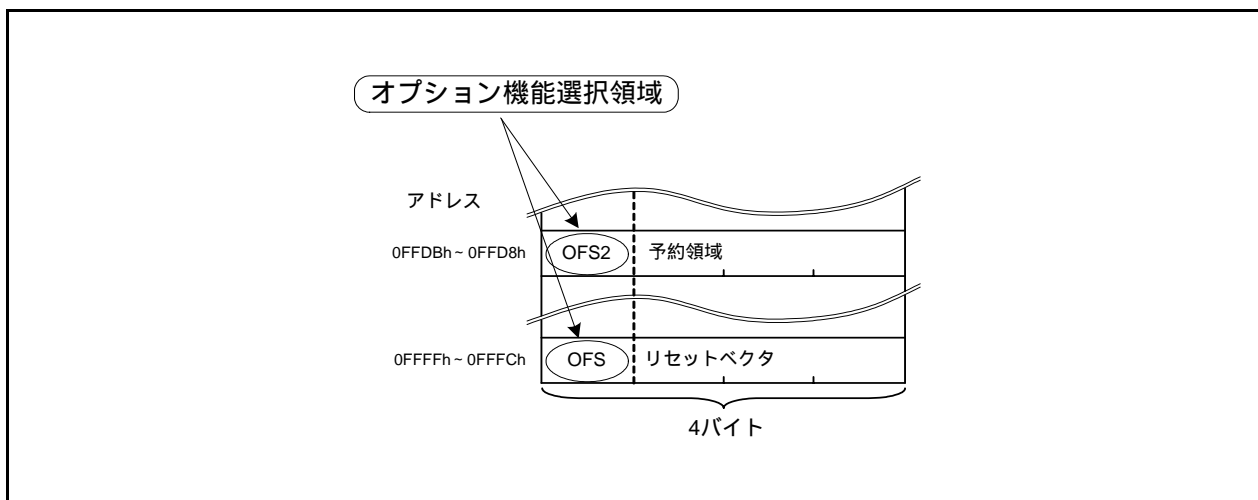 オプション機能選択領域
アドレス
0FFDBh~0FFD8h OFS2 予約領域
0FFFFh~0FFFCh OFS リセットベクタ
4バイト